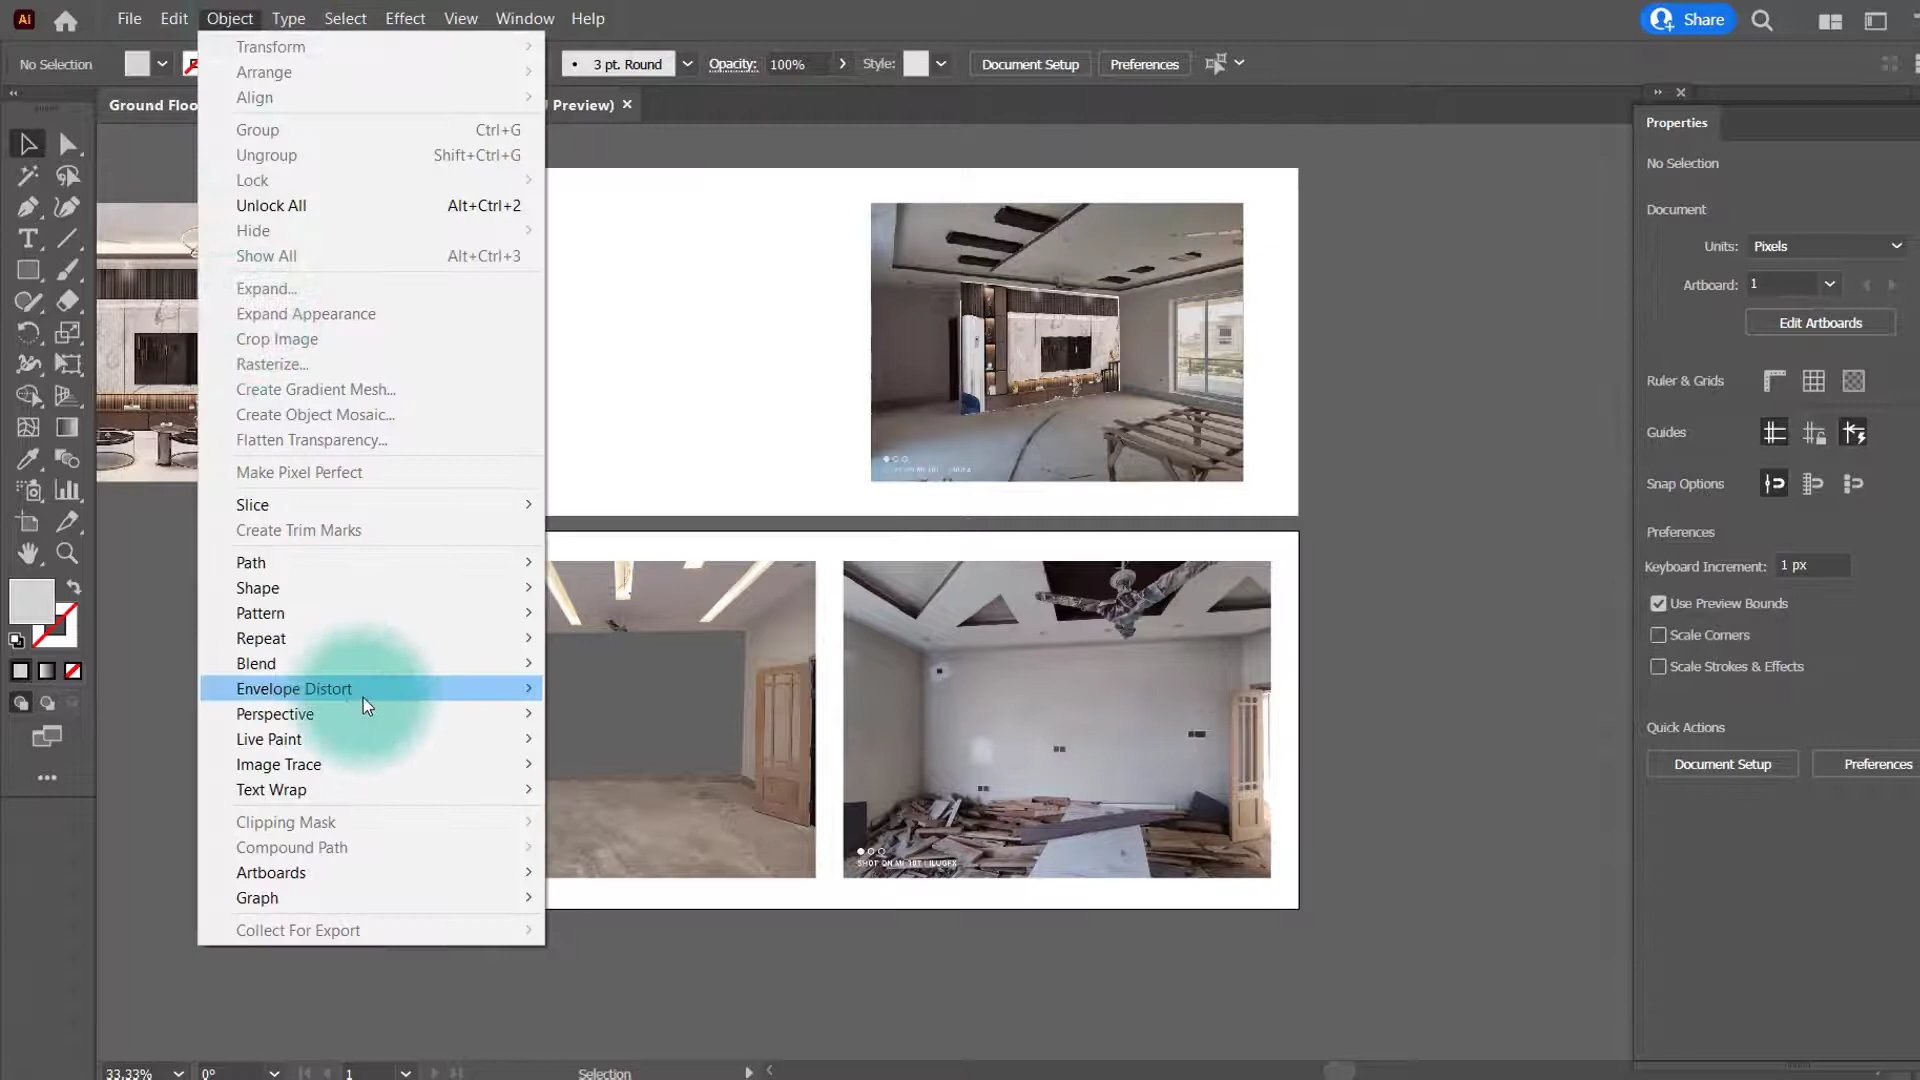 Ai File Edit Object Type Select Effect View Window Help Share
No Selection 3 pt. Round Opacity: 100% Style: Document Setup Preferences
Ground Floo Preview)
Transform
Arrange
Align
Group Ctrl+G
Ungroup Shift+Ctrl+G
Lock
Unlock All Alt+Ctrl+2
Hide
Show All Alt+Ctrl+3
Expand...
Expand Appearance
Crop Image
Rasterize...
Create Gradient Mesh...
Create Object Mosaic...
Flatten Transparency...
Make Pixel Perfect
Slice
Create Trim Marks
Path
Shape
Pattern
Repeat
Blend
Envelope Distort
Perspective
Live Paint
Image Trace
Text Wrap
Clipping Mask
Compound Path
Artboards
Graph
Collect For Export
SHOT ON MI 10T | ILUGFX
Properties
No Selection
Document
Units: Pixels
Artboard: 1
Edit Artboards
Ruler & Grids
Guides
Snap Options
Preferences
Keyboard Increment: 1 px
Use Preview Bounds
Scale Corners
Scale Strokes & Effects
Quick Actions
Document Setup Preferences
33.33% 0° 1 Selection